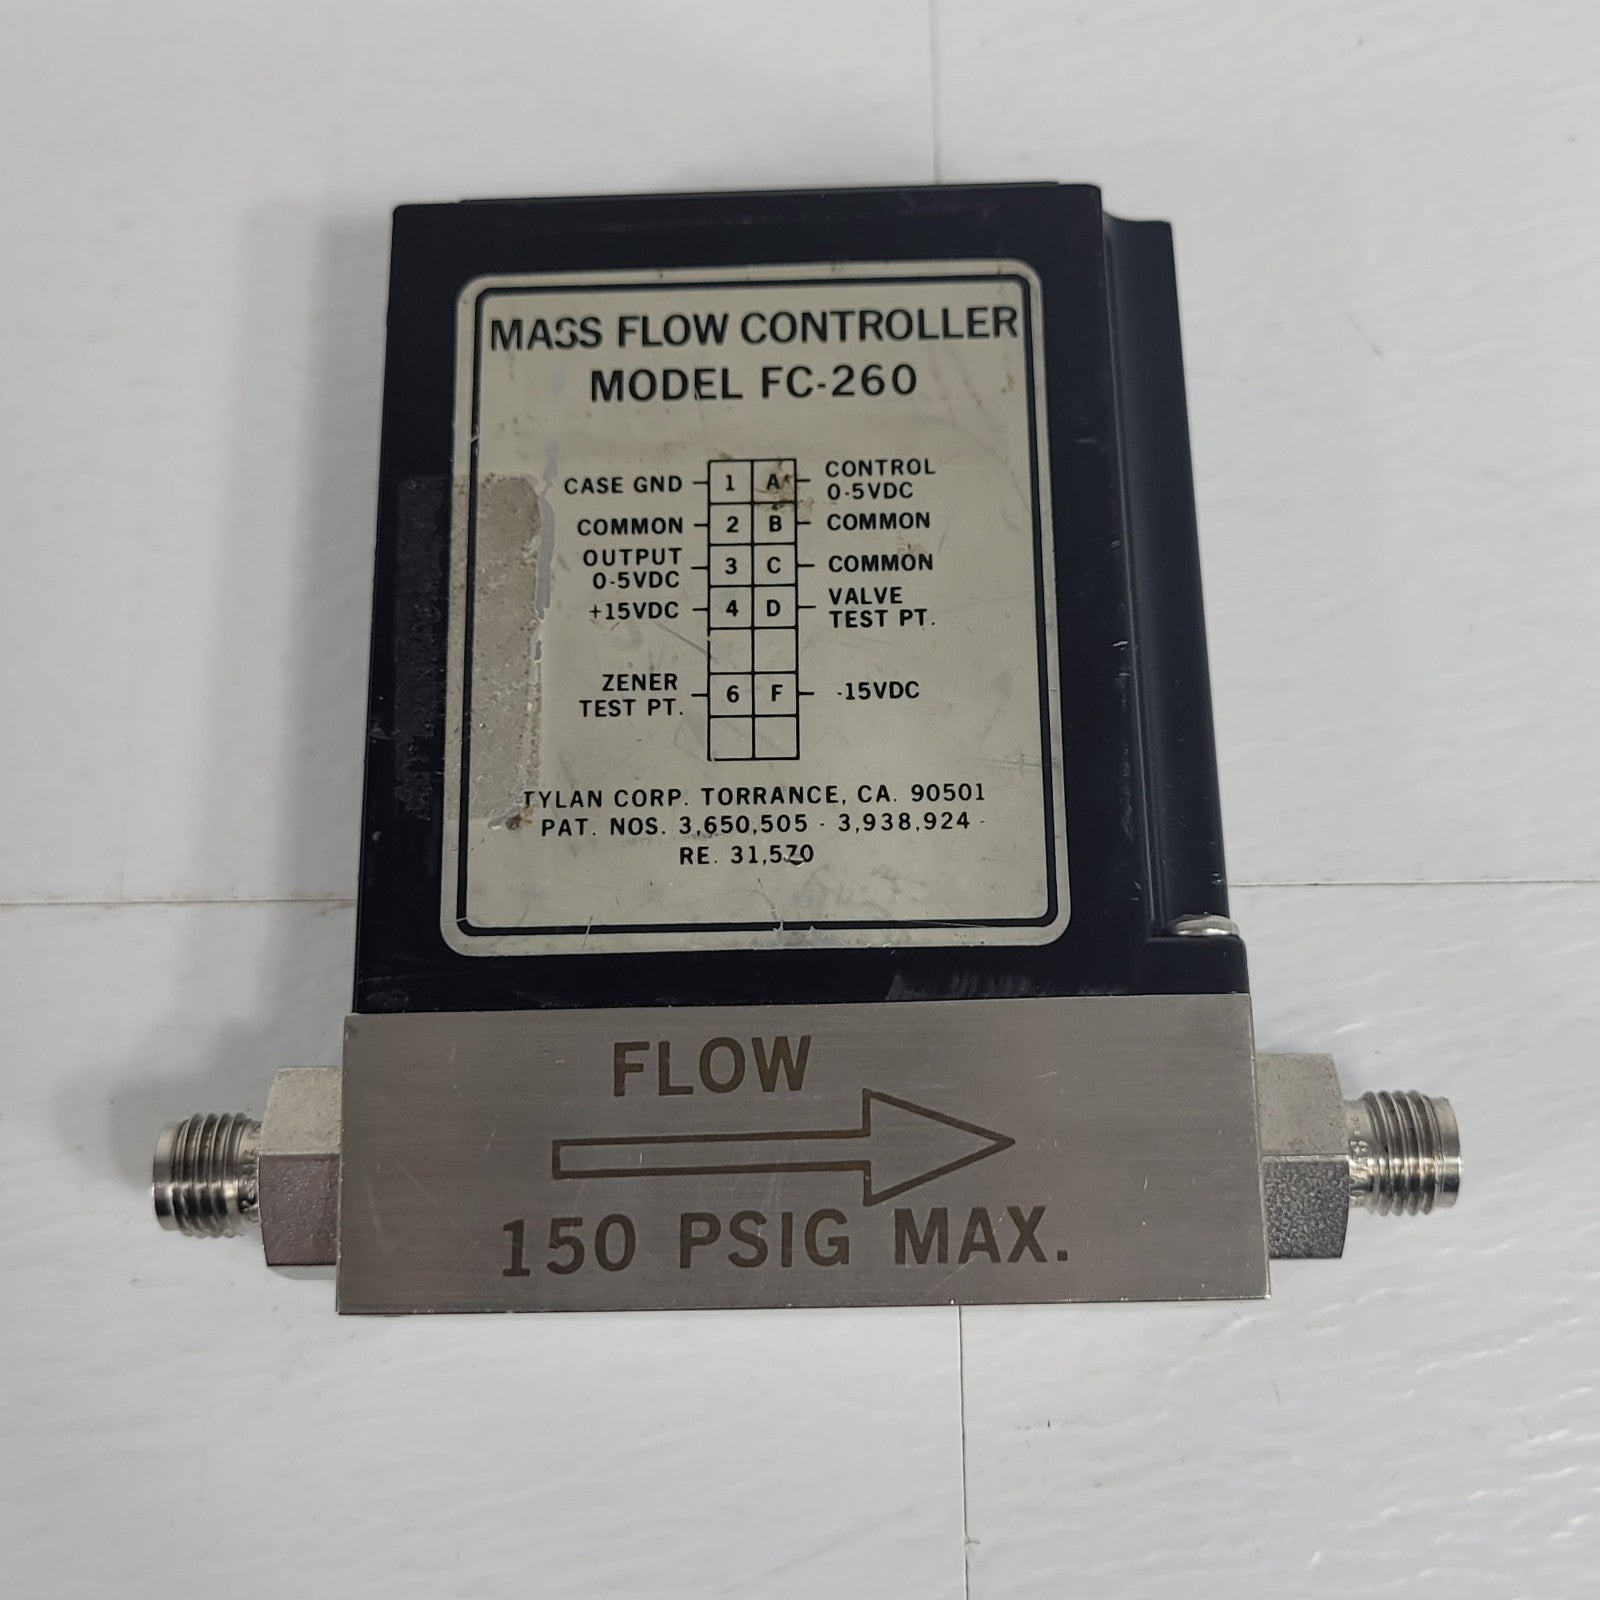 MASS FLOW CONTROLLER
MODEL FC-260
CASE GND 1 A CONTROL
0-5VDC
COMMON 2 B COMMON
OUTPUT
0-5VDC 3 C COMMON
+15VDC 4 D VALVE
TEST PT.
ZENER
TEST PT. 6 F -15VDC
TYLAN CORP. TORRANCE, CA. 90501
PAT. NOS. 3,650,505 - 3,938,924 -
RE. 31,570
FLOW
150 PSIG MAX.